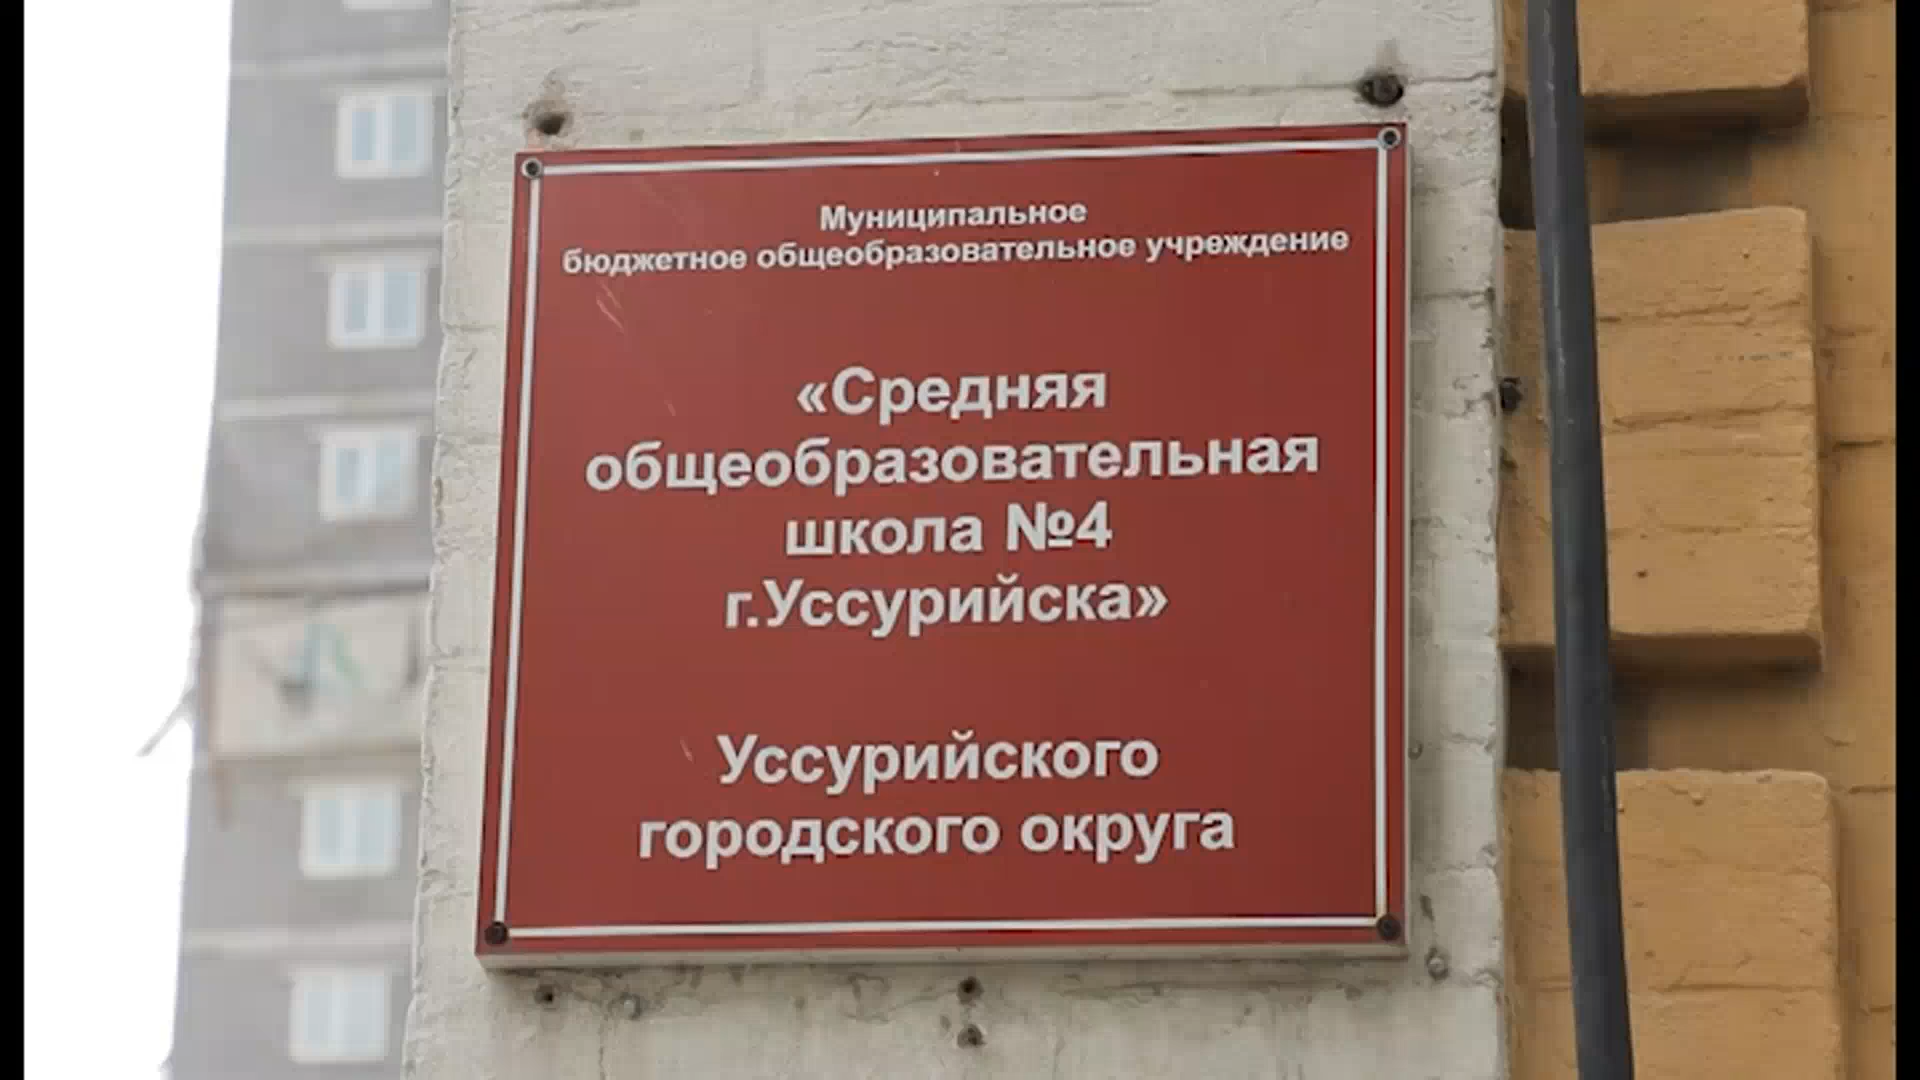 Муниципальное
бюджетное общеобразовательное учреждение
«Средняя
общеобразовательная
школа №4
г.Уссурийска»
Уссурийского
городского округа